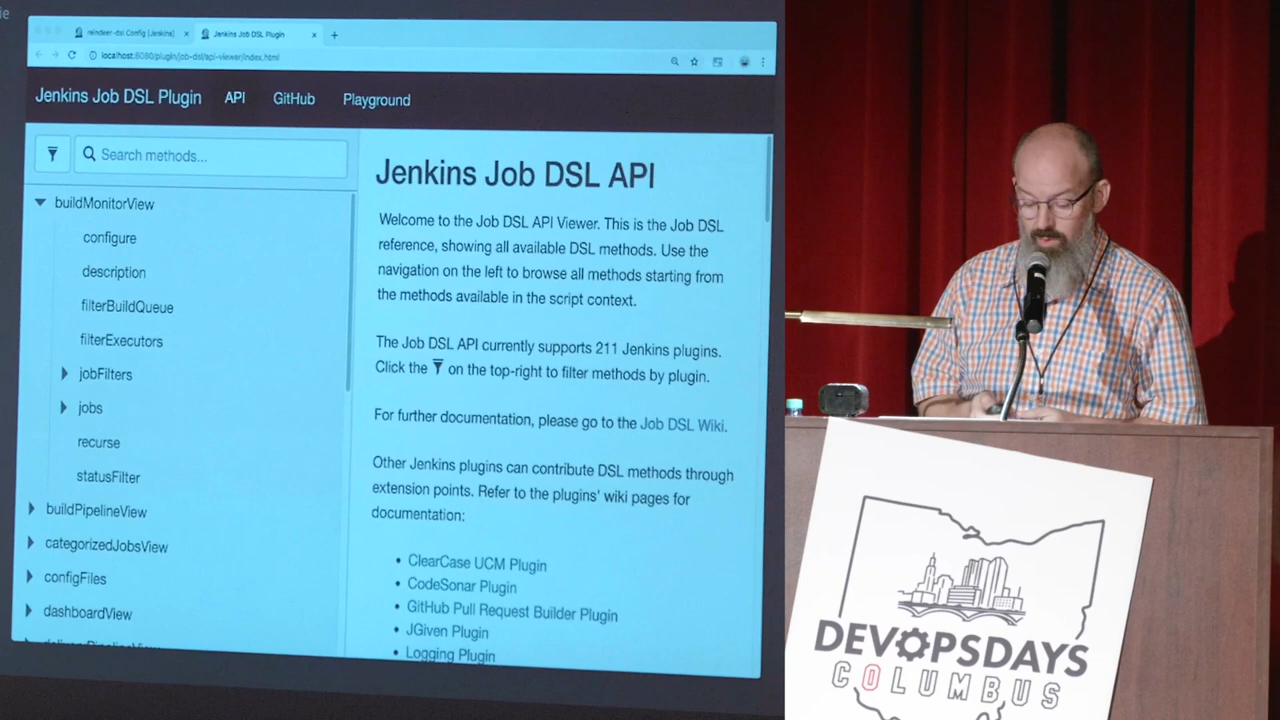 ie
reindeer-dsl Config [Jenkins]
Jenkins Job DSL Plugin
localhost:8080/plugin/job-dsl/api-viewer/index.html
Jenkins Job DSL Plugin API GitHub Playground
Search methods...
buildMonitorView
configure
description
filterBuildQueue
filterExecutors
jobFilters
jobs
recurse
statusFilter
buildPipelineView
categorizedJobsView
configFiles
dashboardView
Jenkins Job DSL API
Welcome to the Job DSL API Viewer. This is the Job DSL
reference, showing all available DSL methods. Use the
navigation on the left to browse all methods starting from
the methods available in the script context.
The Job DSL API currently supports 211 Jenkins plugins.
Click the on the top-right to filter methods by plugin.
For further documentation, please go to the Job DSL Wiki.
Other Jenkins plugins can contribute DSL methods through
extension points. Refer to the plugins' wiki pages for
documentation:
• ClearCase UCM Plugin
• CodeSonar Plugin
• GitHub Pull Request Builder Plugin
• JGiven Plugin
• Logging Plugin
DEVOPSDAYS
COLUMBUS